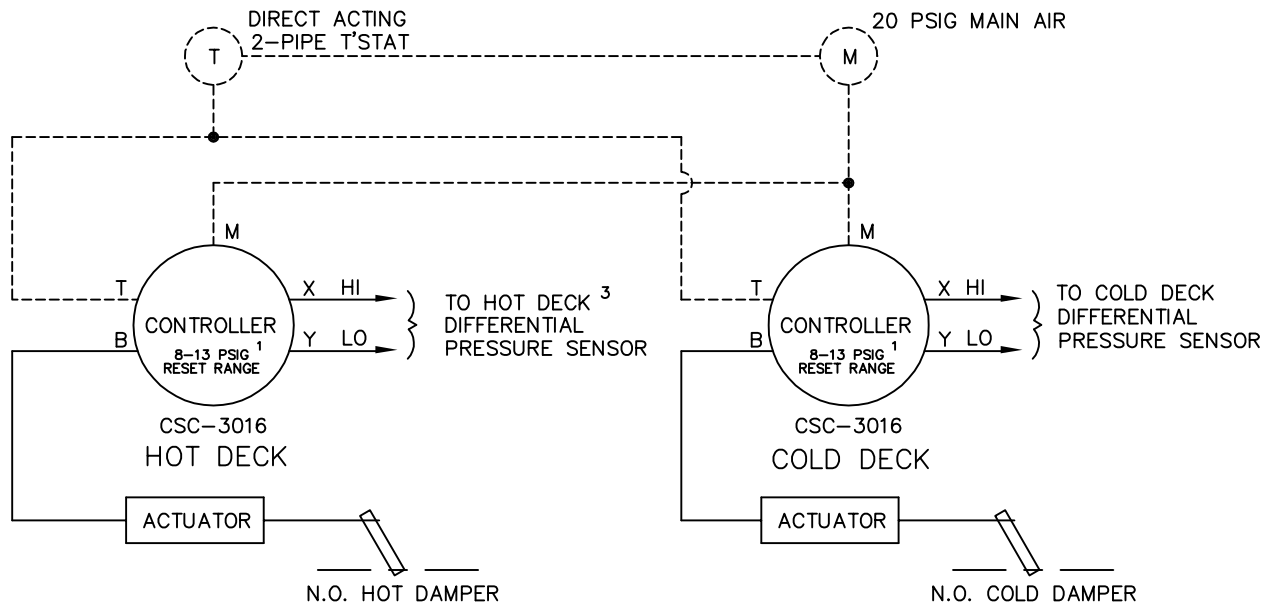 DIRECT ACTING
2-PIPE T'STAT
20 PSIG MAIN AIR
T
M
M
M
T
X HI
B
Y LO
CONTROLLER
8-13 PSIG 1
RESET RANGE
TO HOT DECK 3
DIFFERENTIAL
PRESSURE SENSOR
CSC-3016
HOT DECK
T
X HI
B
Y LO
CONTROLLER
8-13 PSIG 1
RESET RANGE
TO COLD DECK
DIFFERENTIAL
PRESSURE SENSOR
CSC-3016
COLD DECK
ACTUATOR
N.O. HOT DAMPER
ACTUATOR
N.O. COLD DAMPER